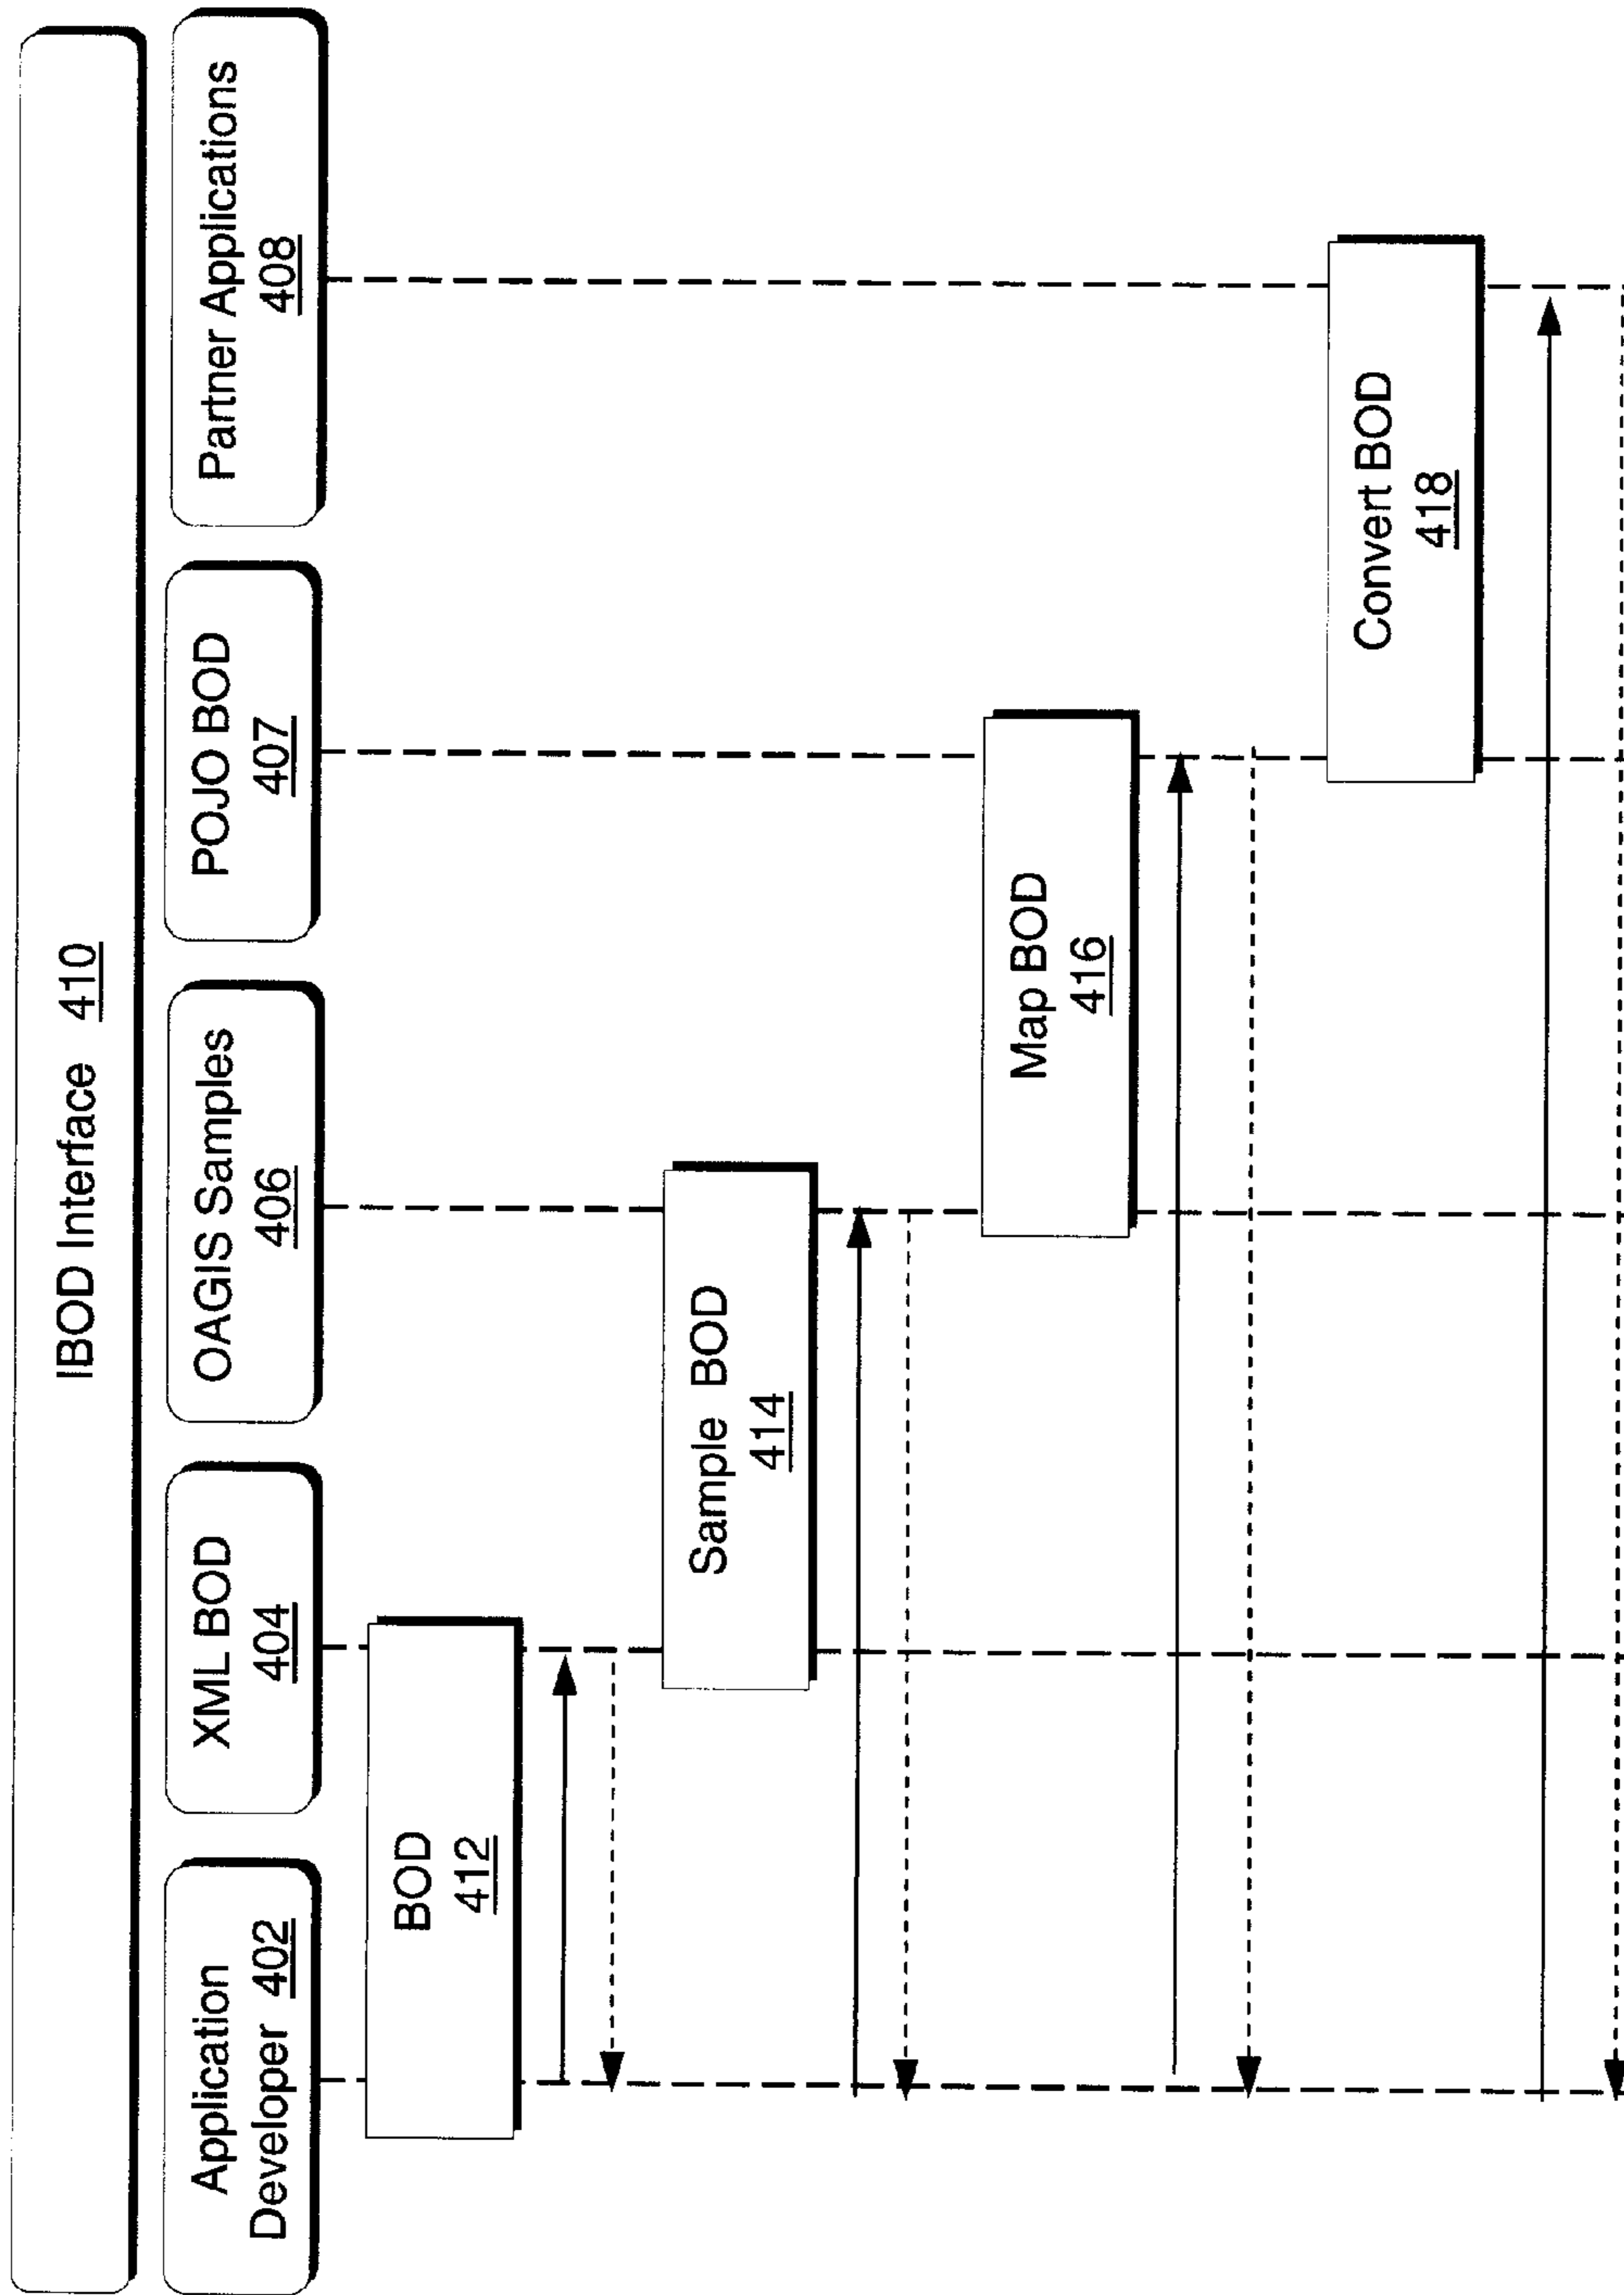 IBOD Interface 410
Application
Developer 402
XML BOD
404
OAGIS Samples
406
POJO BOD
407
Partner Applications
408
BOD
412
Sample BOD
414
Map BOD
416
Convert BOD
418